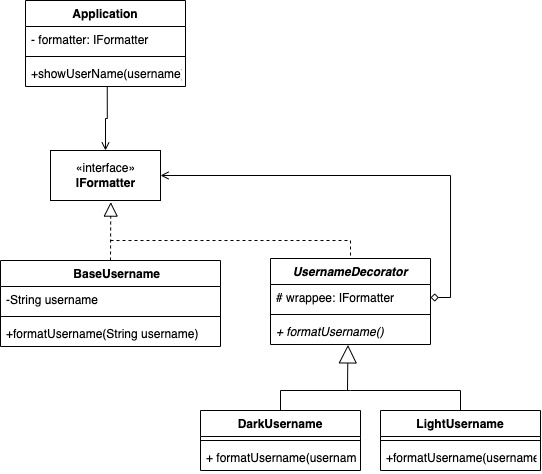 Application
- formatter: IFormatter
+showUserName(username
«interface»
IFormatter
BaseUsername
-String username
+formatUsername(String username)
UsernameDecorator
# wrappee: IFormatter
+ formatUsername()
DarkUsername
+ formatUsername(usernam
LightUsername
+formatUsername(username